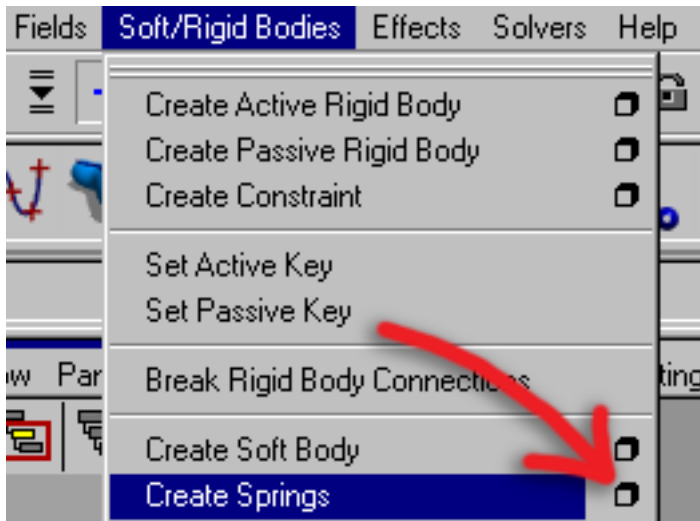 Fields Soft/Rigid Bodies Effects Solvers Help
Create Active Rigid Body
Create Passive Rigid Body
Create Constraint
Set Active Key
Set Passive Key
Break Rigid Body Connections
Create Soft Body
Create Springs